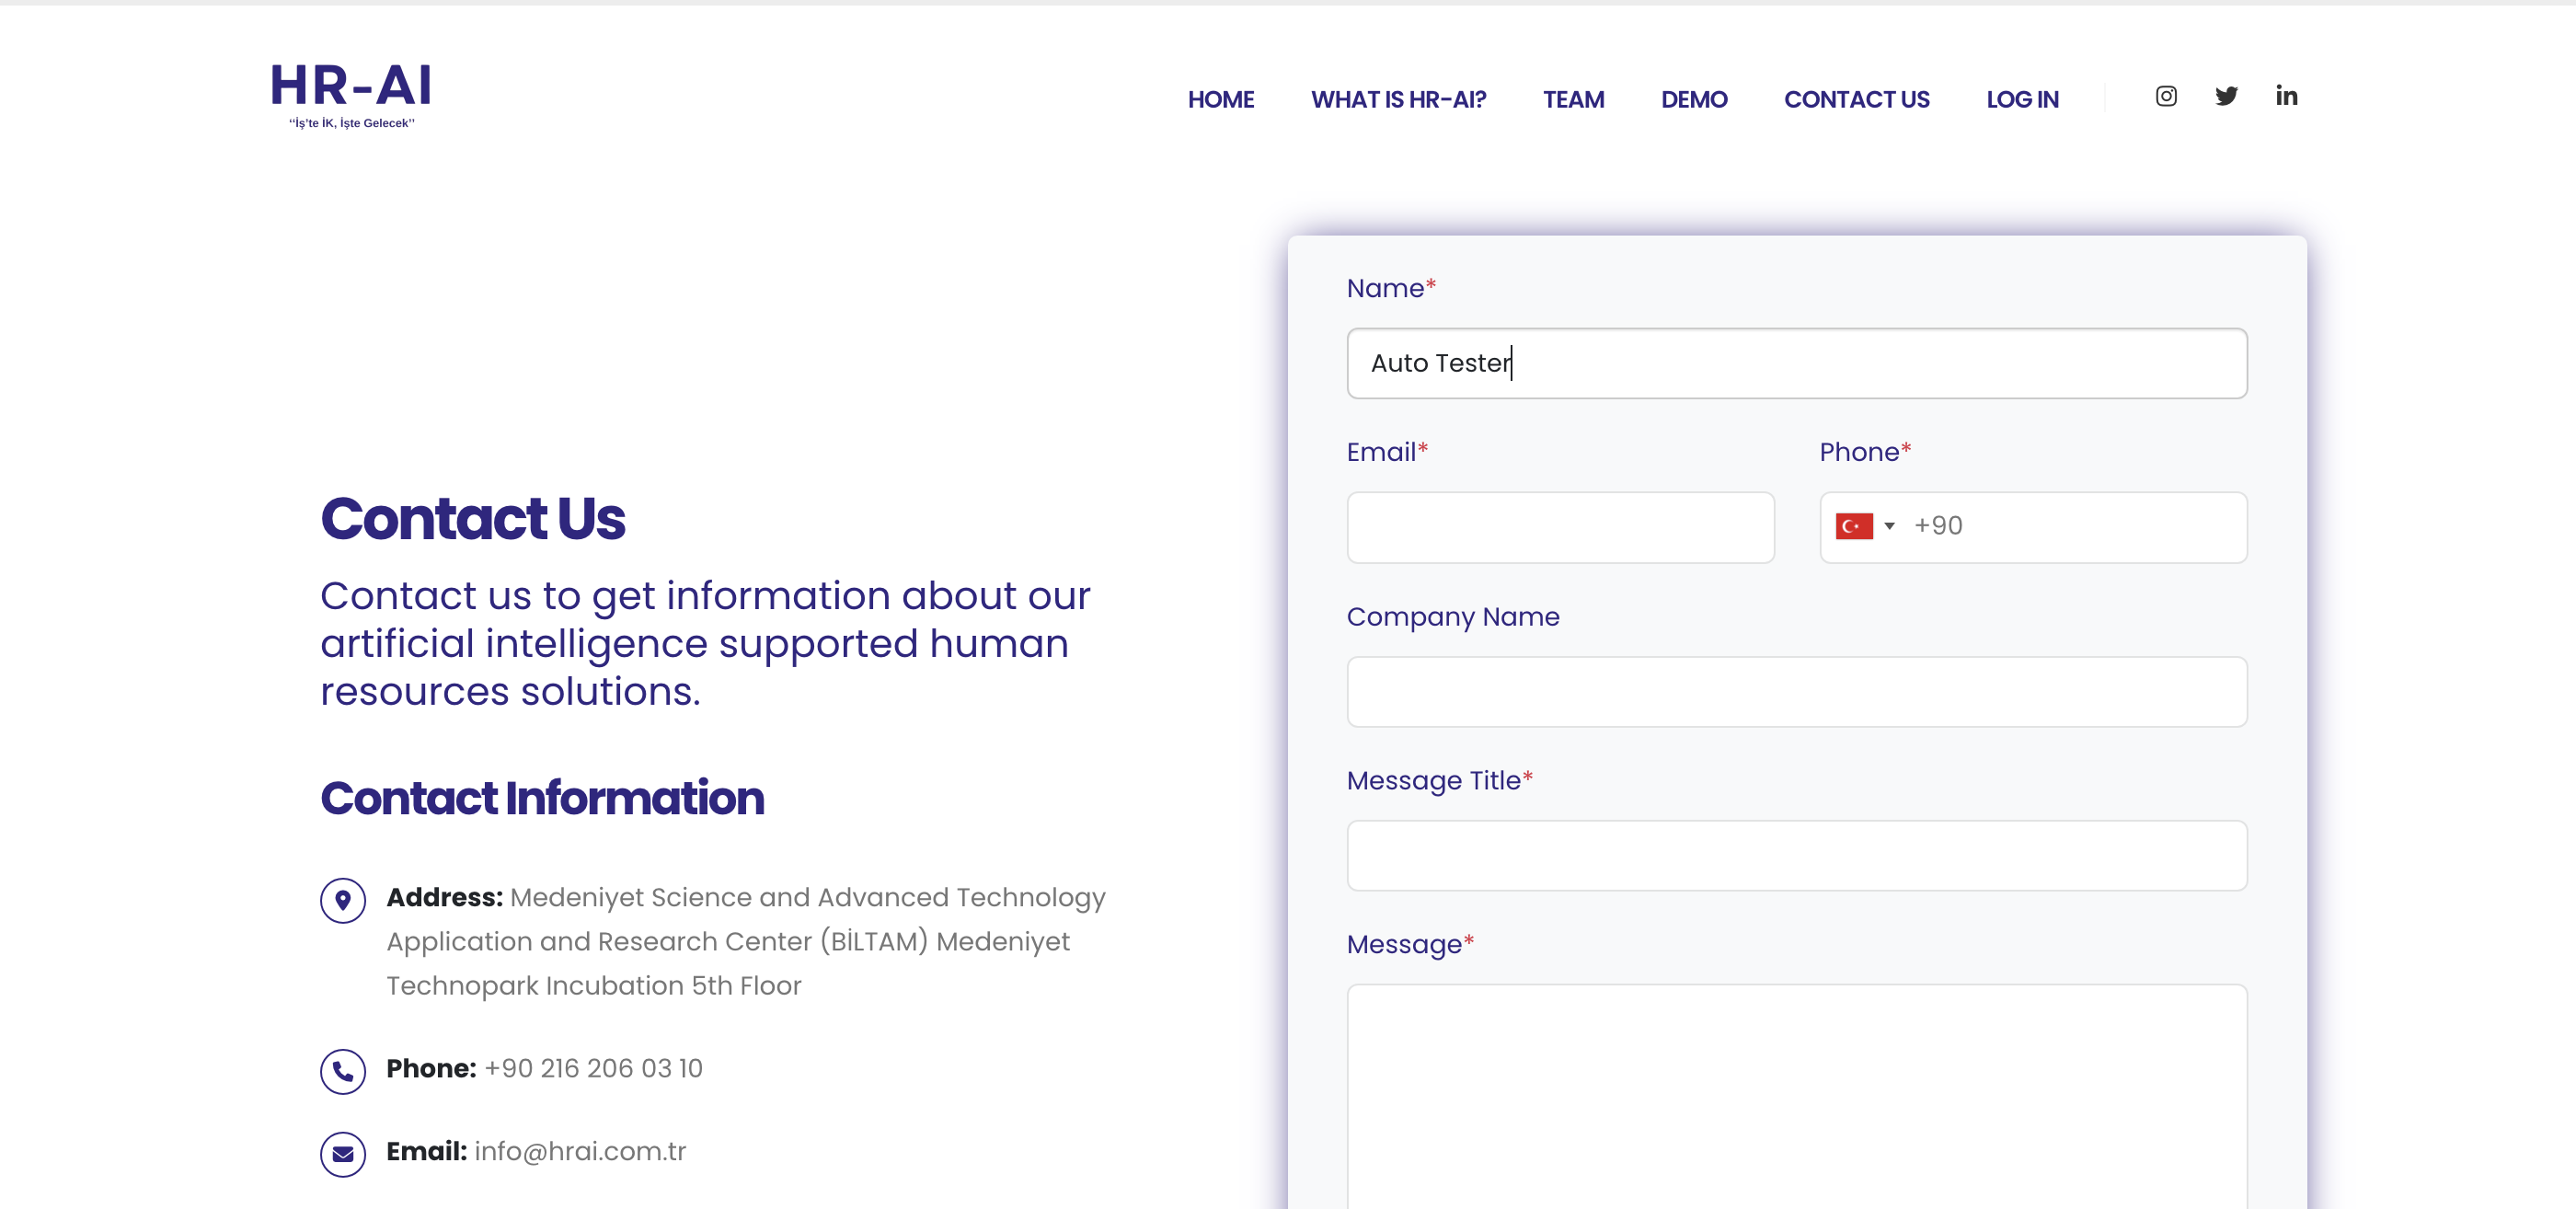 HR-AI
‘‘İş’te İK, İşte Gelecek’’
HOME WHAT IS HR-AI? TEAM DEMO CONTACT US LOG IN
Contact Us
Contact us to get information about our
artificial intelligence supported human
resources solutions.
Contact Information
Address: Medeniyet Science and Advanced Technology
Application and Research Center (BİLTAM) Medeniyet
Technopark Incubation 5th Floor
Phone: +90 216 206 03 10
Email: info@hrai.com.tr
Name*
Auto Tester
Email* Phone*
+90
Company Name
Message Title*
Message*